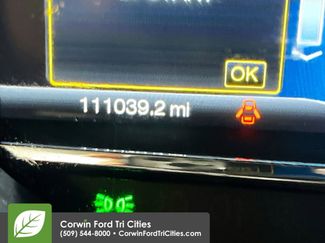 OK
111039.2 mi
Corwin Ford Tri Cities
(509) 544-8000 • CorwinFordTriCities.com